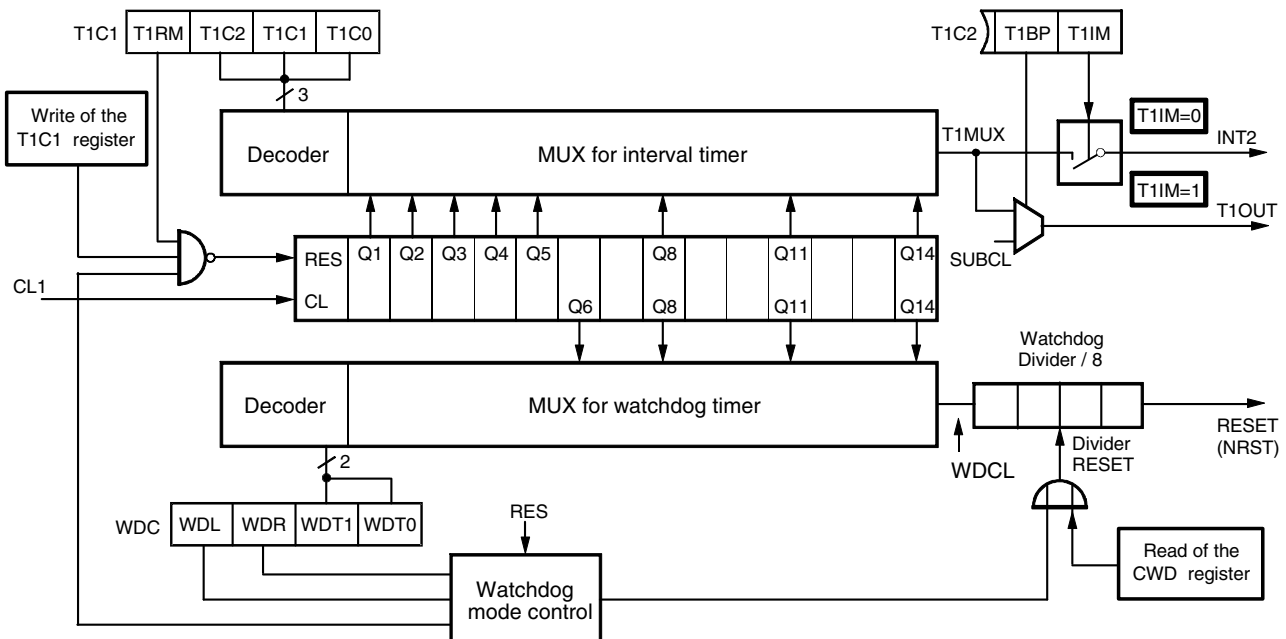 T1C1 T1RM T1C2 T1C1 T1C0
T1C2 T1BP T1IM
3
Write of the
T1C1 register
Decoder
MUX for interval timer
T1MUX
T1IM=0
INT2
T1IM=1
T1OUT
SUBCL
RES Q1 Q2 Q3 Q4 Q5 Q8 Q11 Q14
CL1
CL Q6 Q8 Q11 Q14
Watchdog
Divider / 8
Decoder
MUX for watchdog timer
RESET
(NRST)
WDCL
Divider
RESET
2
WDC WDL WDR WDT1 WDT0
RES
Watchdog
mode control
Read of the
CWD register